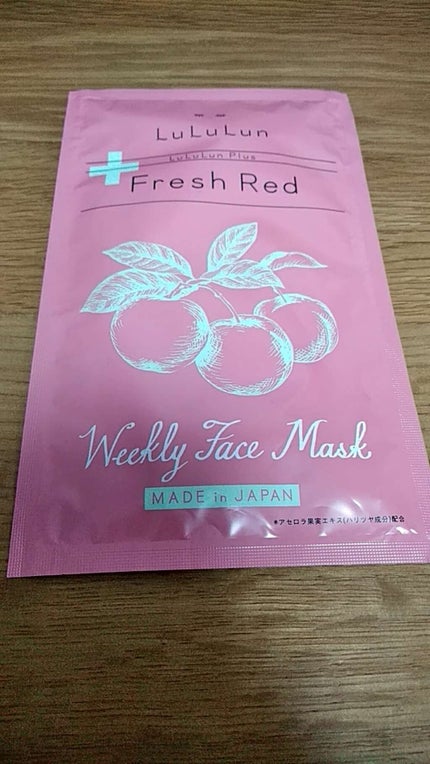 LuLuLun
LuLuLun Plus
Fresh Red
Weekly Face Mask
MADE in JAPAN
*アセロラ果実エキス(ハリツヤ成分)配合